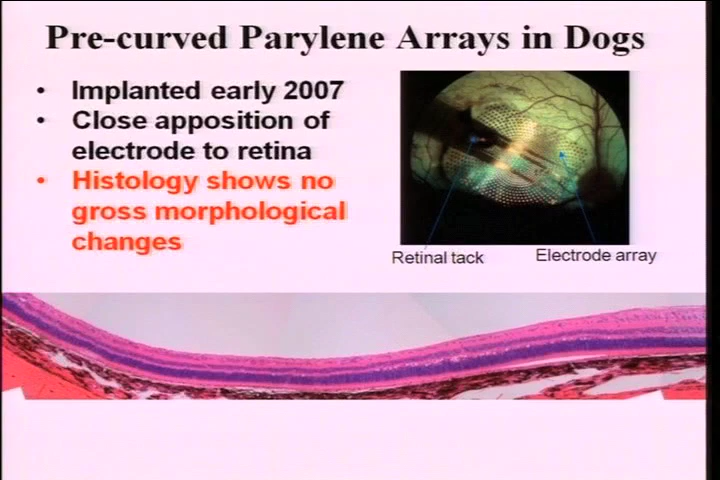 Pre-curved Parylene Arrays in Dogs
• Implanted early 2007
• Close apposition of
electrode to retina
• Histology shows no
gross morphological
changes
Retinal tack
Electrode array